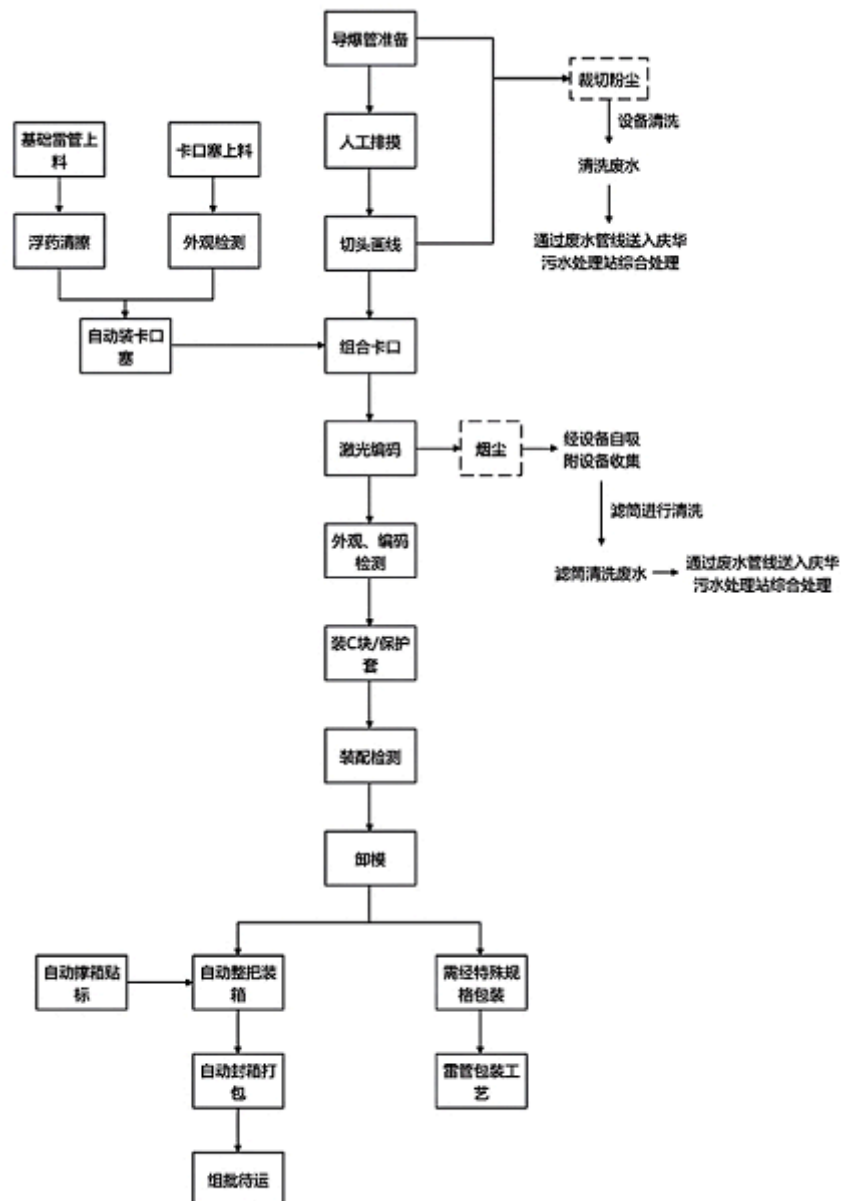 导爆管准备
裁切粉尘
设备清洗
基础雷管上
料
卡口塞上料
人工排摸
清洗废水
浮药清擦
外观检测
切头画线
通过废水管线送入庆华
污水处理站综合处理
自动装卡口
塞
组合卡口
激光编码
烟尘
经设备自吸
附设备收集
滤筒进行清洗
外观、编码
检测
滤筒清洗废水
通过废水管线送入庆华
污水处理站综合处理
装C块/保护
套
装配检测
卸模
自动撑箱贴
标
自动整把装
箱
需经特殊规
格包装
自动封箱打
包
雷管包装工
艺
组批待运